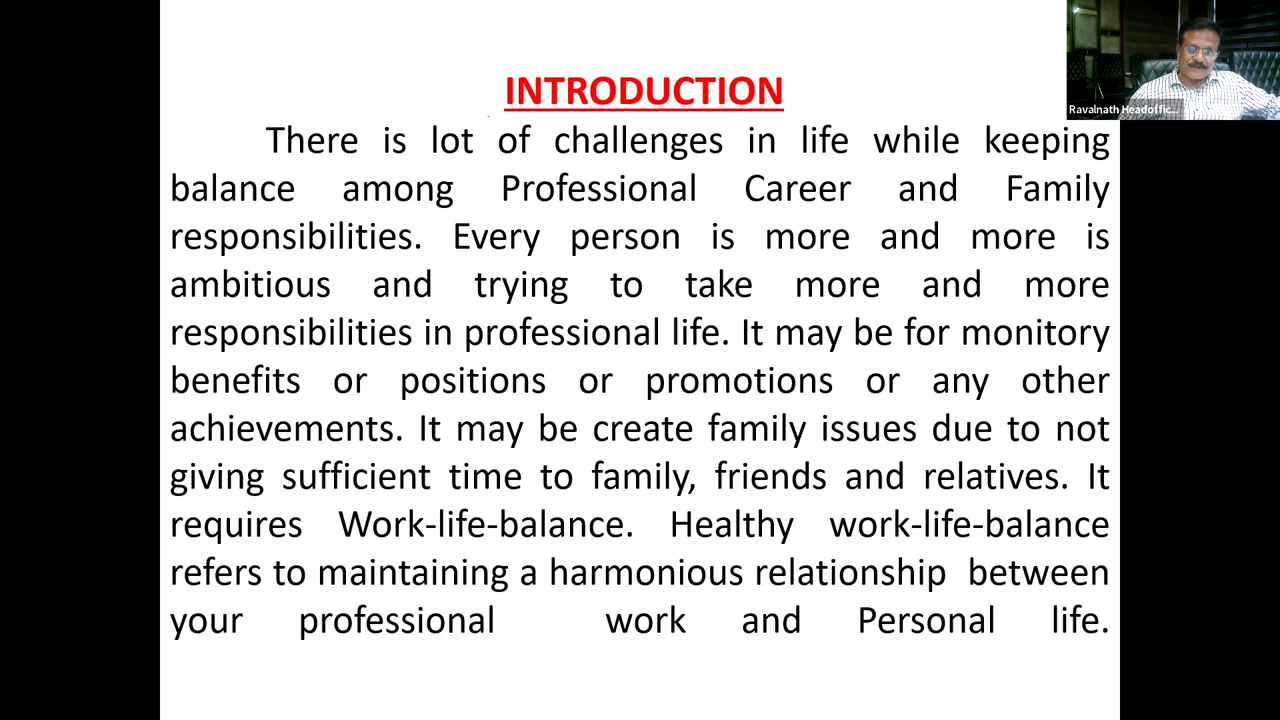 INTRODUCTION
There is lot of challenges in life while keeping
balance among Professional Career and Family
responsibilities. Every person is more and more is
ambitious and trying to take more and more
responsibilities in professional life. It may be for monitory
benefits or positions or promotions or any other
achievements. It may be create family issues due to not
giving sufficient time to family, friends and relatives. It
requires Work-life-balance. Healthy work-life-balance
refers to maintaining a harmonious relationship between
your professional work and Personal life.
Ravalnath Headoffic...